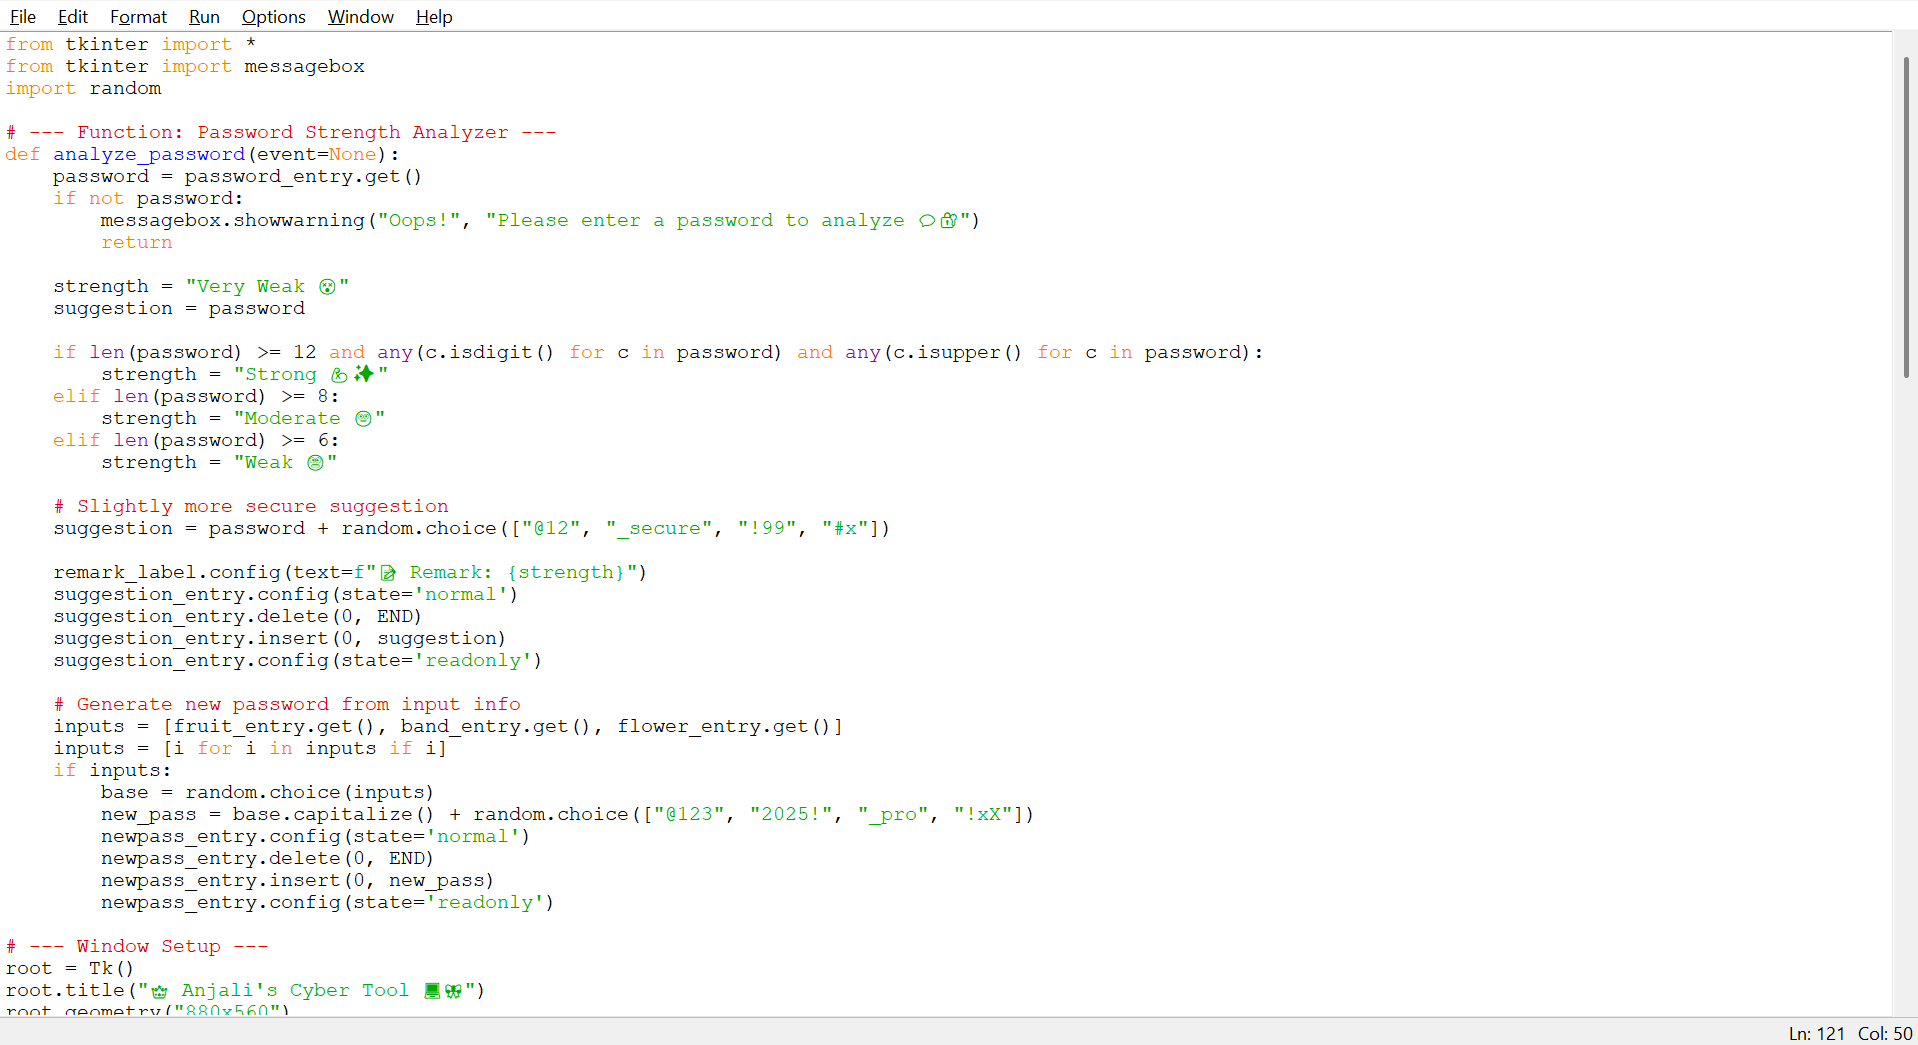 File Edit Format Run Options Window Help
from tkinter import *
from tkinter import messagebox
import random
# --- Function: Password Strength Analyzer ---
def analyze_password(event=None):
    password = password_entry.get()
    if not password:
        messagebox.showwarning("Oops!", "Please enter a password to analyze 💬🔐")
        return
    strength = "Very Weak 😵"
    suggestion = password
    if len(password) >= 12 and any(c.isdigit() for c in password) and any(c.isupper() for c in password):
        strength = "Strong 💪✨"
    elif len(password) >= 8:
        strength = "Moderate 😐"
    elif len(password) >= 6:
        strength = "Weak 😟"
    # Slightly more secure suggestion
    suggestion = password + random.choice(["@12", "_secure", "!99", "#x"])
    remark_label.config(text=f"📝 Remark: {strength}")
    suggestion_entry.config(state='normal')
    suggestion_entry.delete(0, END)
    suggestion_entry.insert(0, suggestion)
    suggestion_entry.config(state='readonly')
    # Generate new password from input info
    inputs = [fruit_entry.get(), band_entry.get(), flower_entry.get()]
    inputs = [i for i in inputs if i]
    if inputs:
        base = random.choice(inputs)
        new_pass = base.capitalize() + random.choice(["@123", "2025!", "_pro", "!xX"])
        newpass_entry.config(state='normal')
        newpass_entry.delete(0, END)
        newpass_entry.insert(0, new_pass)
        newpass_entry.config(state='readonly')
# --- Window Setup ---
root = Tk()
root.title("👑 Anjali's Cyber Tool 💻🎀")
root.geometry("880x560")
Ln: 121 Col: 50